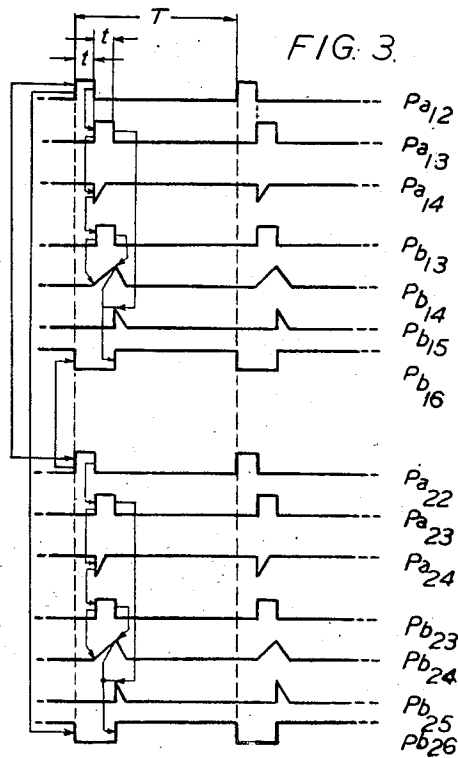 T
FIG. 3.
t
t
Pa12
Pa13
Pa14
Pb13
Pb14
Pb15
Pb16
Pa22
Pa23
Pa24
Pb23
Pb24
Pb25
Pb26